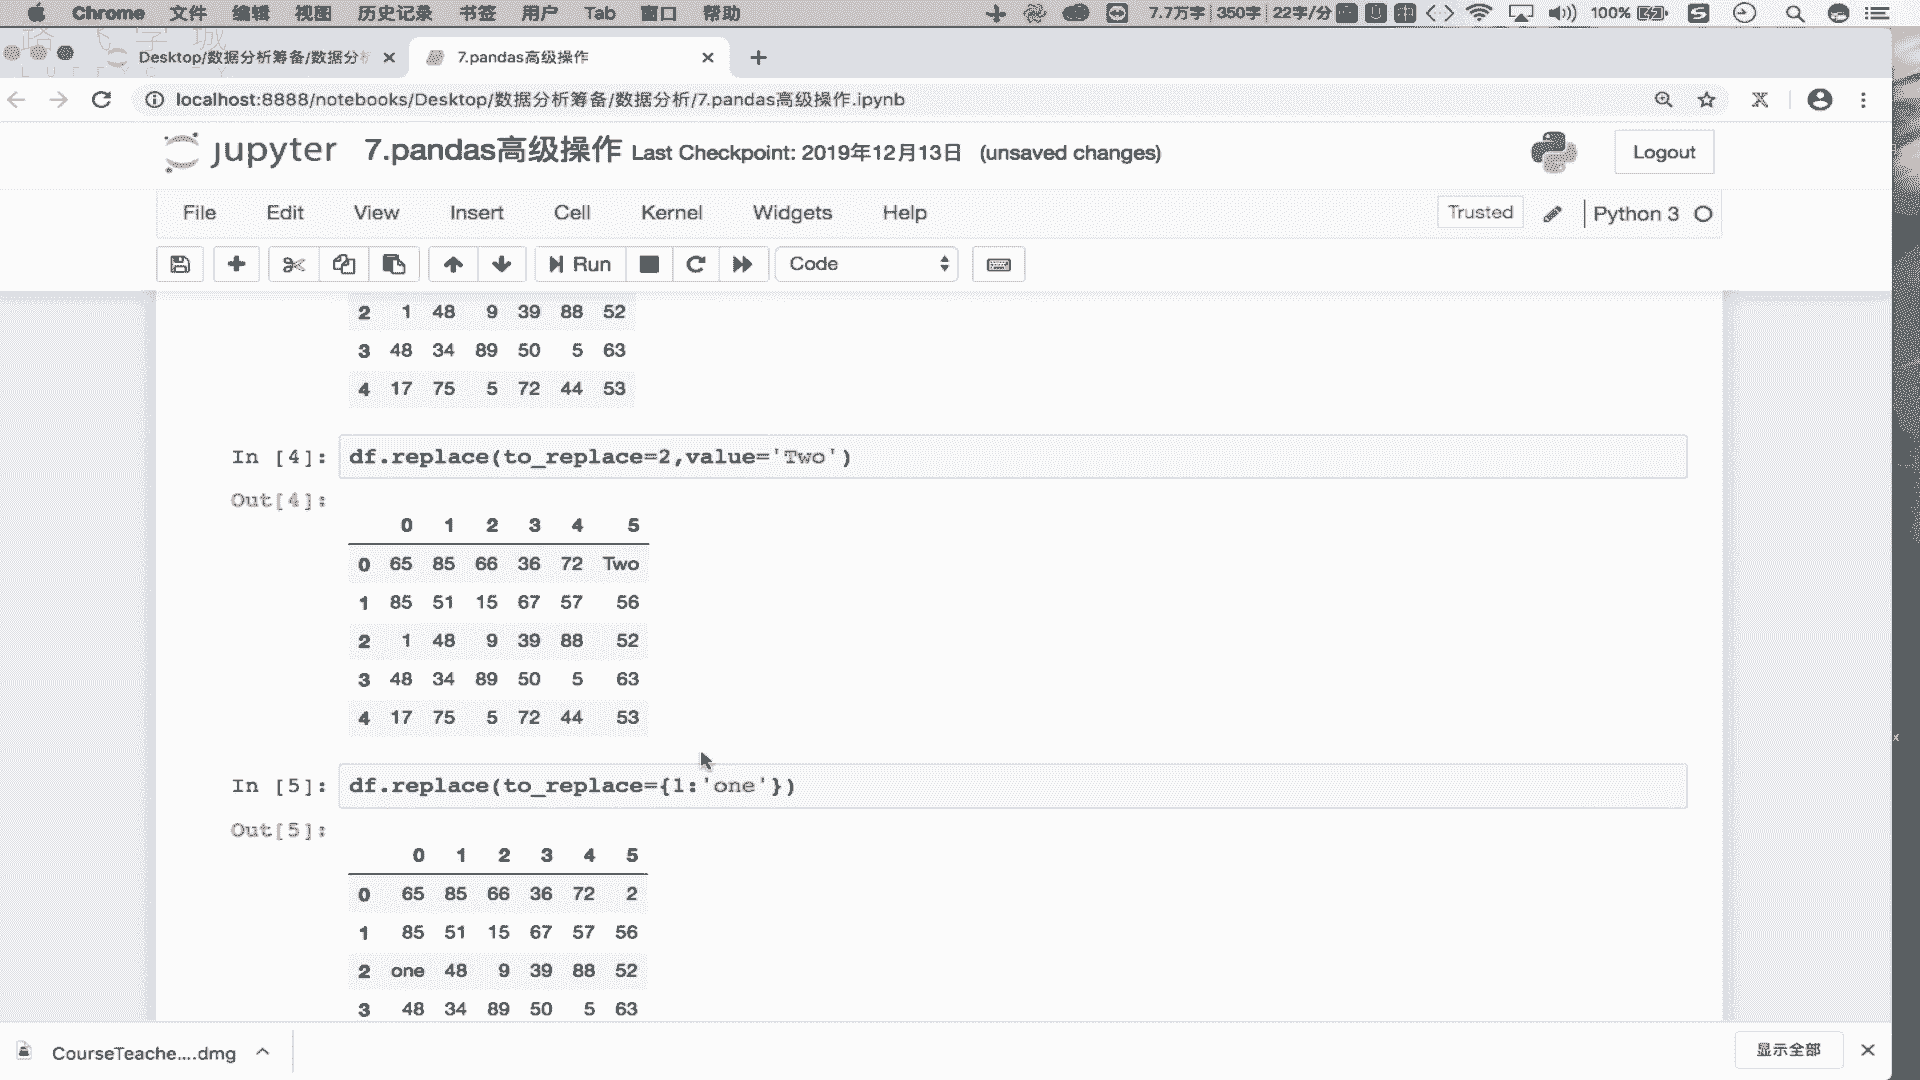 Chrome 文件 编辑 视图 历史记录 书签 用户 Tab 窗口 帮助 7.7万字 350字 22字/分 100%
Desktop/数据分析筹备/数据分析 7.pandas高级操作
localhost:8888/notebooks/Desktop/数据分析筹备/数据分析/7.pandas高级操作.ipynb
jupyter 7.pandas高级操作 Last Checkpoint: 2019年12月13日 (unsaved changes) Logout
File Edit View Insert Cell Kernel Widgets Help Trusted Python 3
Run Code
2 1 48 9 39 88 52
3 48 34 89 50 5 63
4 17 75 5 72 44 53
In [4]: df.replace(to_replace=2,value='Two')
Out[4]:
0 1 2 3 4 5
0 65 85 66 36 72 Two
1 85 51 15 67 57 56
2 1 48 9 39 88 52
3 48 34 89 50 5 63
4 17 75 5 72 44 53
In [5]: df.replace(to_replace={1:'one'})
Out[5]:
0 1 2 3 4 5
0 65 85 66 36 72 2
1 85 51 15 67 57 56
2 one 48 9 39 88 52
3 48 34 89 50 5 63
CourseTeache....dmg 显示全部